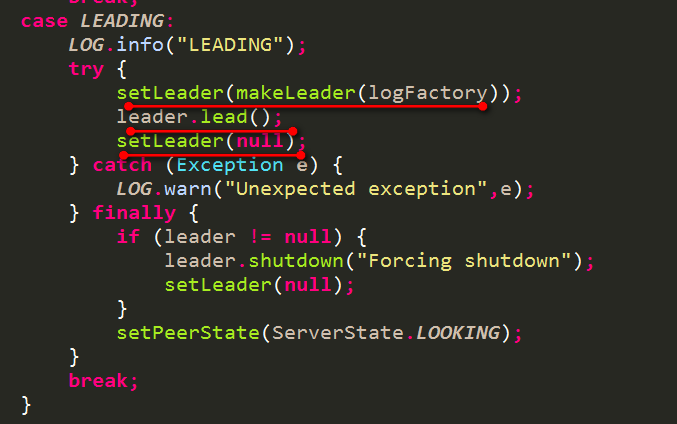 break;
case LEADING:
LOG.info("LEADING");
try {
setLeader(makeLeader(logFactory));
leader.lead();
setLeader(null);
} catch (Exception e) {
LOG.warn("Unexpected exception",e);
} finally {
if (leader != null) {
leader.shutdown("Forcing shutdown");
setLeader(null);
}
setPeerState(ServerState.LOOKING);
}
break;
}